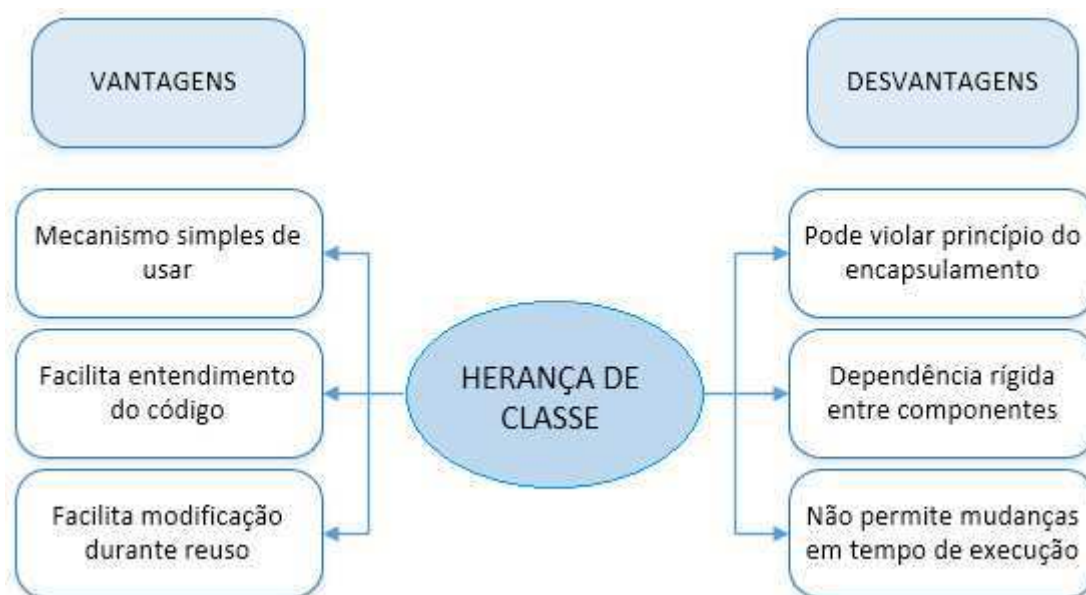 VANTAGENS
DESVANTAGENS
Mecanismo simples de
usar
Facilita entendimento
do código
Facilita modificação
durante reuso
HERANÇA DE
CLASSE
Pode violar princípio do
encapsulamento
Dependência rígida
entre componentes
Não permite mudanças
em tempo de execução